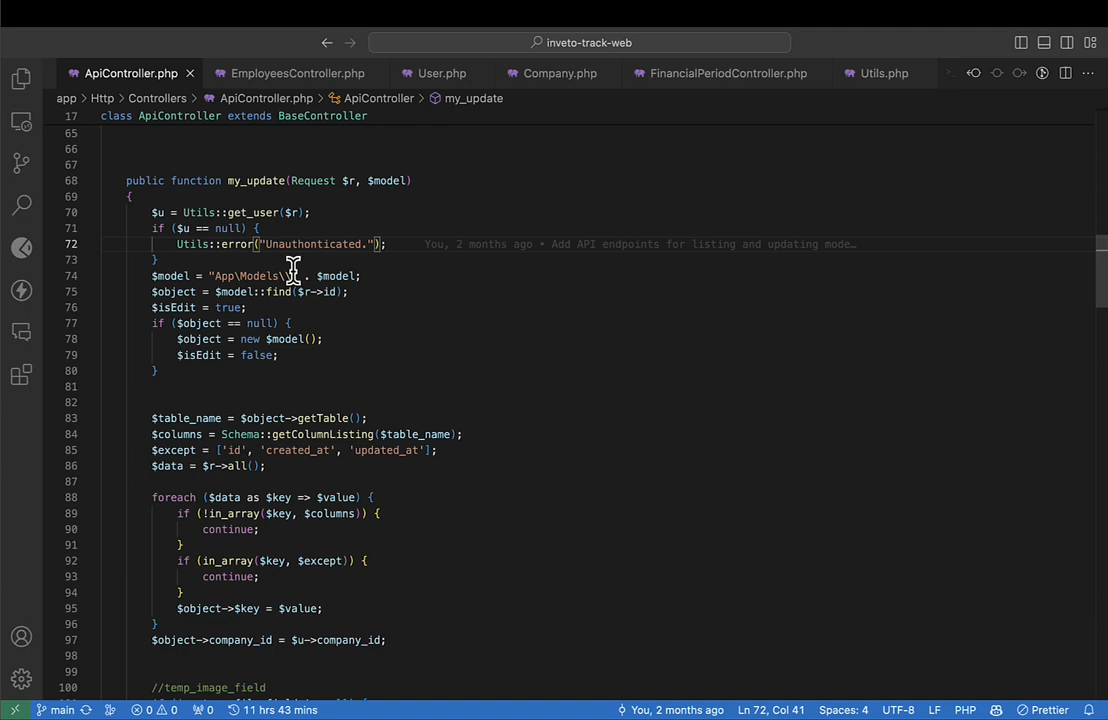 inveto-track-web
ApiController.php EmployeesController.php User.php Company.php FinancialPeriodController.php Utils.php
app > Http > Controllers > ApiController.php > ApiController > my_update
17 class ApiController extends BaseController
65
66
67
68 public function my_update(Request $r, $model)
69 {
70 $u = Utils::get_user($r);
71 if ($u == null) {
72 Utils::error("Unauthonticated."); You, 2 months ago • Add API endpoints for listing and updating mode…
73 }
74 $model = "App\Models\\" . $model;
75 $object = $model::find($r->id);
76 $isEdit = true;
77 if ($object == null) {
78 $object = new $model();
79 $isEdit = false;
80 }
81
82
83 $table_name = $object->getTable();
84 $columns = Schema::getColumnListing($table_name);
85 $except = ['id', 'created_at', 'updated_at'];
86 $data = $r->all();
87
88 foreach ($data as $key => $value) {
89 if (!in_array($key, $columns)) {
90 continue;
91 }
92 if (in_array($key, $except)) {
93 continue;
94 }
95 $object->$key = $value;
96 }
97 $object->company_id = $u->company_id;
98
99
100 //temp_image_field
main 0 0 0 11 hrs 43 mins You, 2 months ago Ln 72, Col 41 Spaces: 4 UTF-8 LF PHP Prettier